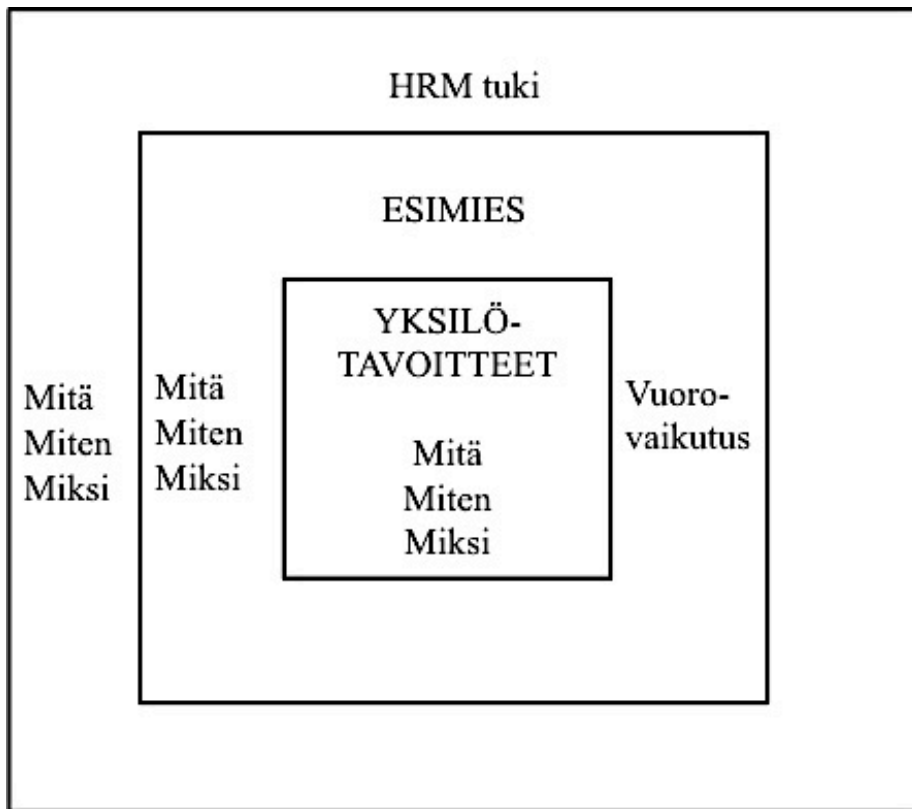 HRM tuki
ESIMIES
YKSILÖ-
TAVOITTEET
Mitä
Miten
Miksi
Mitä
Miten
Miksi
Mitä
Miten
Miksi
Vuoro-
vaikutus